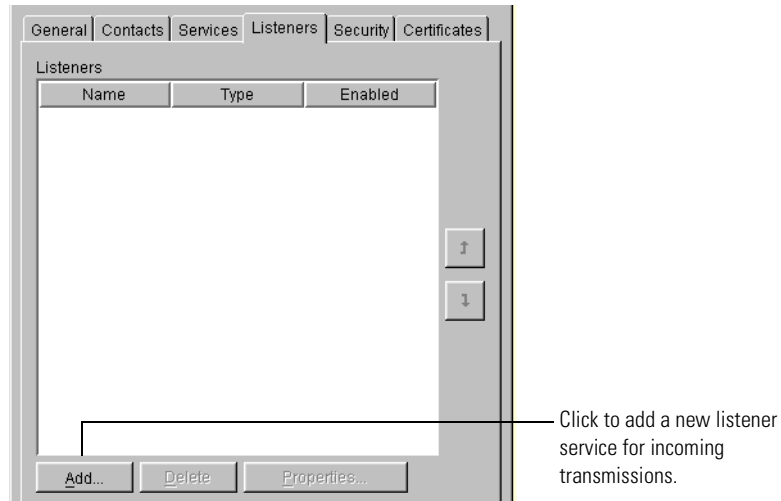 General Contacts Services Listeners Security Certificates
Listeners
Name Type Enabled
Add... Delete Properties...
Click to add a new listener
service for incoming
transmissions.